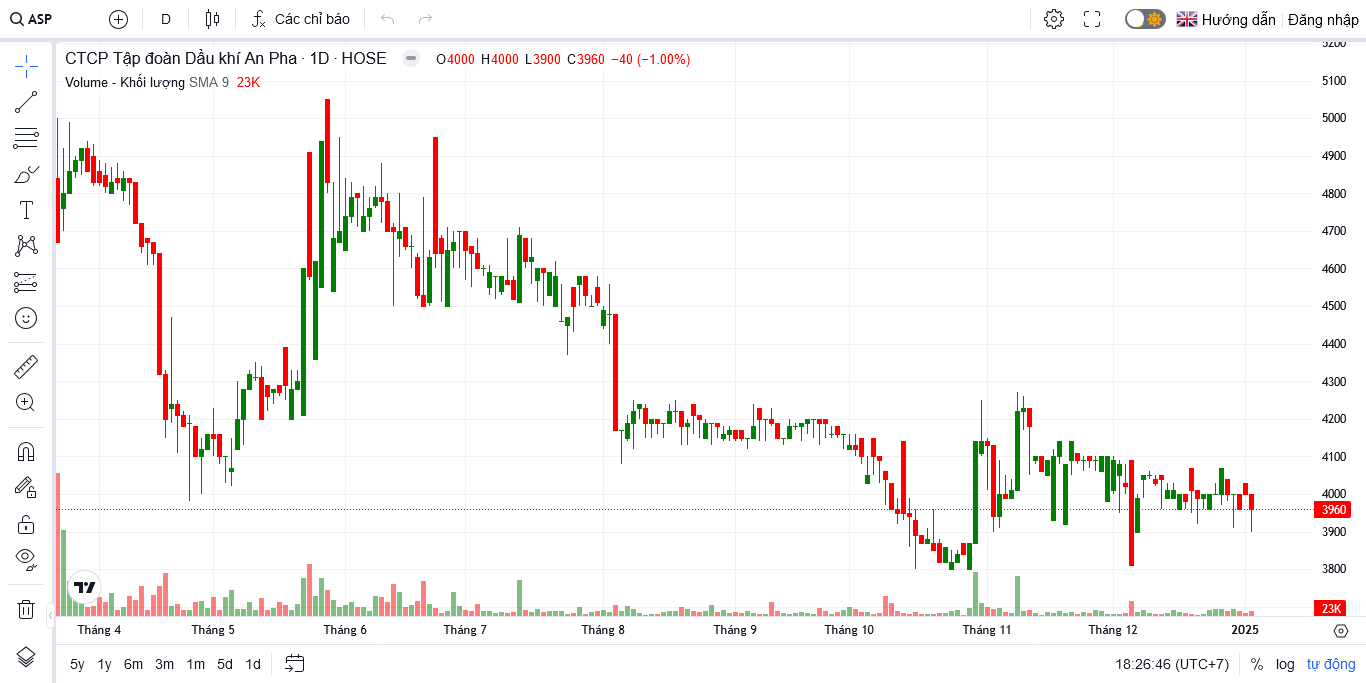 ASP D Các chỉ báo Hướng dẫn Đăng nhập
CTCP Tập đoàn Dầu khí An Pha · 1D · HOSE O4000 H4000 L3900 C3960 −40 (−1.00%)
Volume - Khối lượng SMA 9 23K
5200
5100
5000
4900
4800
4700
4600
4500
4400
4300
4200
4100
4000
3960
3900
3800
23K
Tháng 4 Tháng 5 Tháng 6 Tháng 7 Tháng 8 Tháng 9 Tháng 10 Tháng 11 Tháng 12 2025
5y 1y 6m 3m 1m 5d 1d 18:26:46 (UTC+7) % log tự động